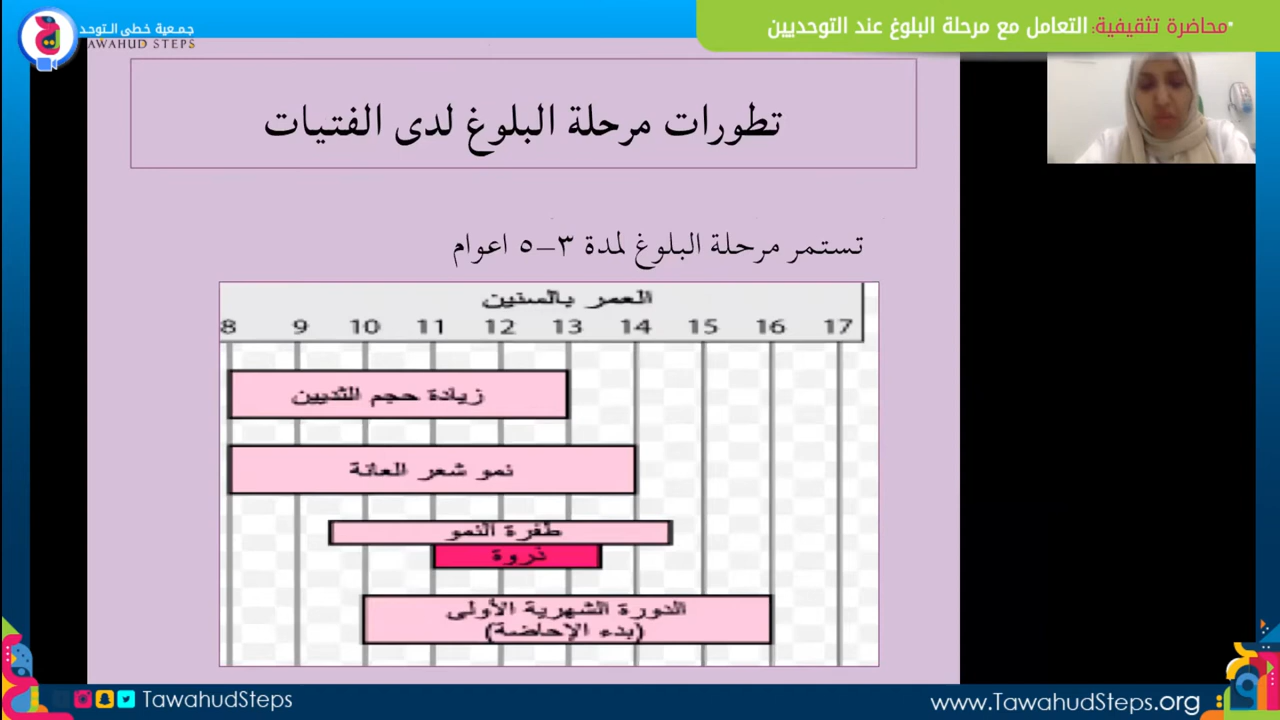 جمعية خطى التوحد
TAWAHUD STEPS
•محاضرة تثقيفية: التعامل مع مرحلة البلوغ عند التوحديين
تطورات مرحلة البلوغ لدى الفتيات
تستمر مرحلة البلوغ لمدة ٣-٥ اعوام
العمر بالسنين
8 9 10 11 12 13 14 15 16 17
زيادة حجم الثديين
نمو شعر العانة
طفرة النمو
ذروة
الدورة الشهرية الأولى
(بدء الإحاضة)
TawahudSteps
www.TawahudSteps.org